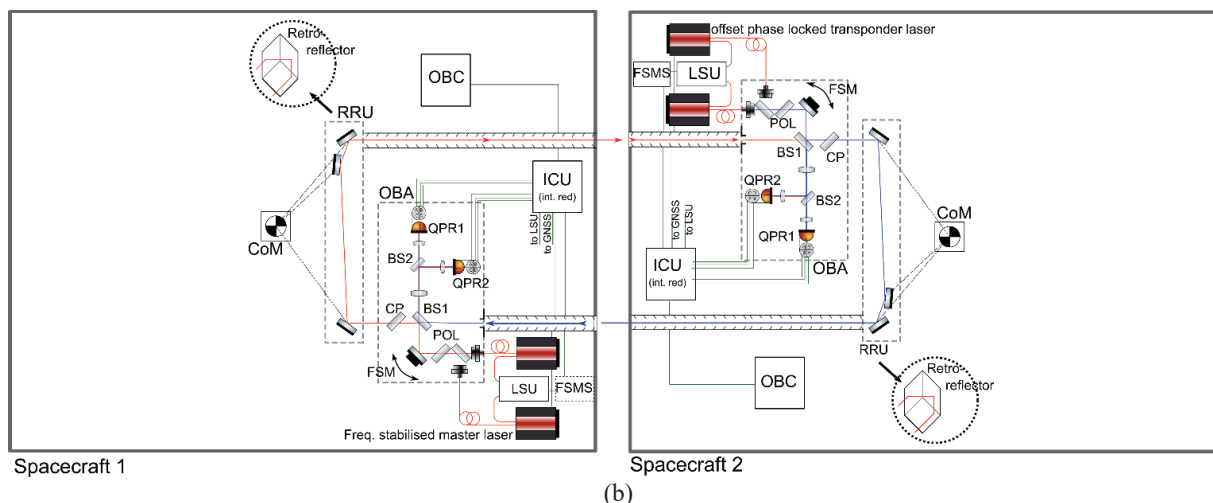 Retro-
reflector
RRU
OBC
ICU
(int. red)
OBA
QPR1
to LSU
to GNSS
CoM
BS2
QPR2
CP
BS1
POL
FSM
LSU
FSMS
Freq. stabilised master laser
Spacecraft 1
offset phase locked transponder laser
FSMS
LSU
FSM
POL
BS1
CP
QPR2
BS2
to GNSS
to LSU
QPR1
CoM
ICU
(int. red)
OBA
RRU
OBC
Retro-
reflector
Spacecraft 2
(b)